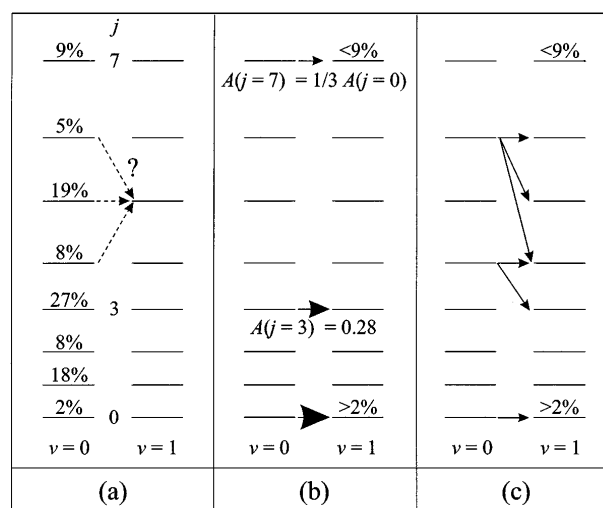 j
9% 7
5%
?
19%
8%
27% 3
8%
18%
2% 0
v = 0 v = 1
(a)
<9%
A(j = 7) = 1/3 A(j = 0)
A(j = 3) = 0.28
>2%
v = 0 v = 1
(b)
<9%
>2%
v = 0 v = 1
(c)